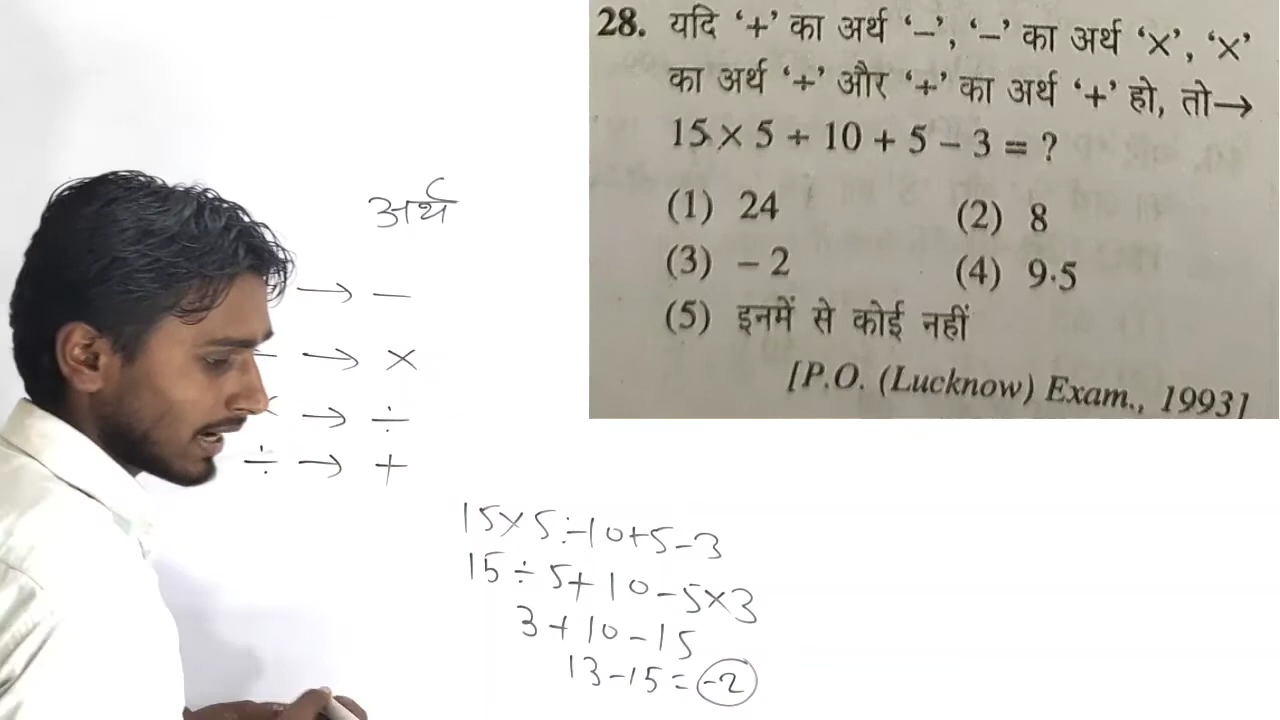 28. यदि ‘+’ का अर्थ ‘–’, ‘–’ का अर्थ ‘×’, ‘×’
का अर्थ ‘÷’ और ‘÷’ का अर्थ ‘+’ हो, तो→
15 × 5 ÷ 10 + 5 – 3 = ?
(1) 24 (2) 8
(3) – 2 (4) 9·5
(5) इनमें से कोई नहीं
[P.O. (Lucknow) Exam., 1993]
अर्थ
→ –
– → ×
× → ÷
÷ → +
15×5÷10+5–3
15÷5+10–5×3
3+10–15
13–15=-2